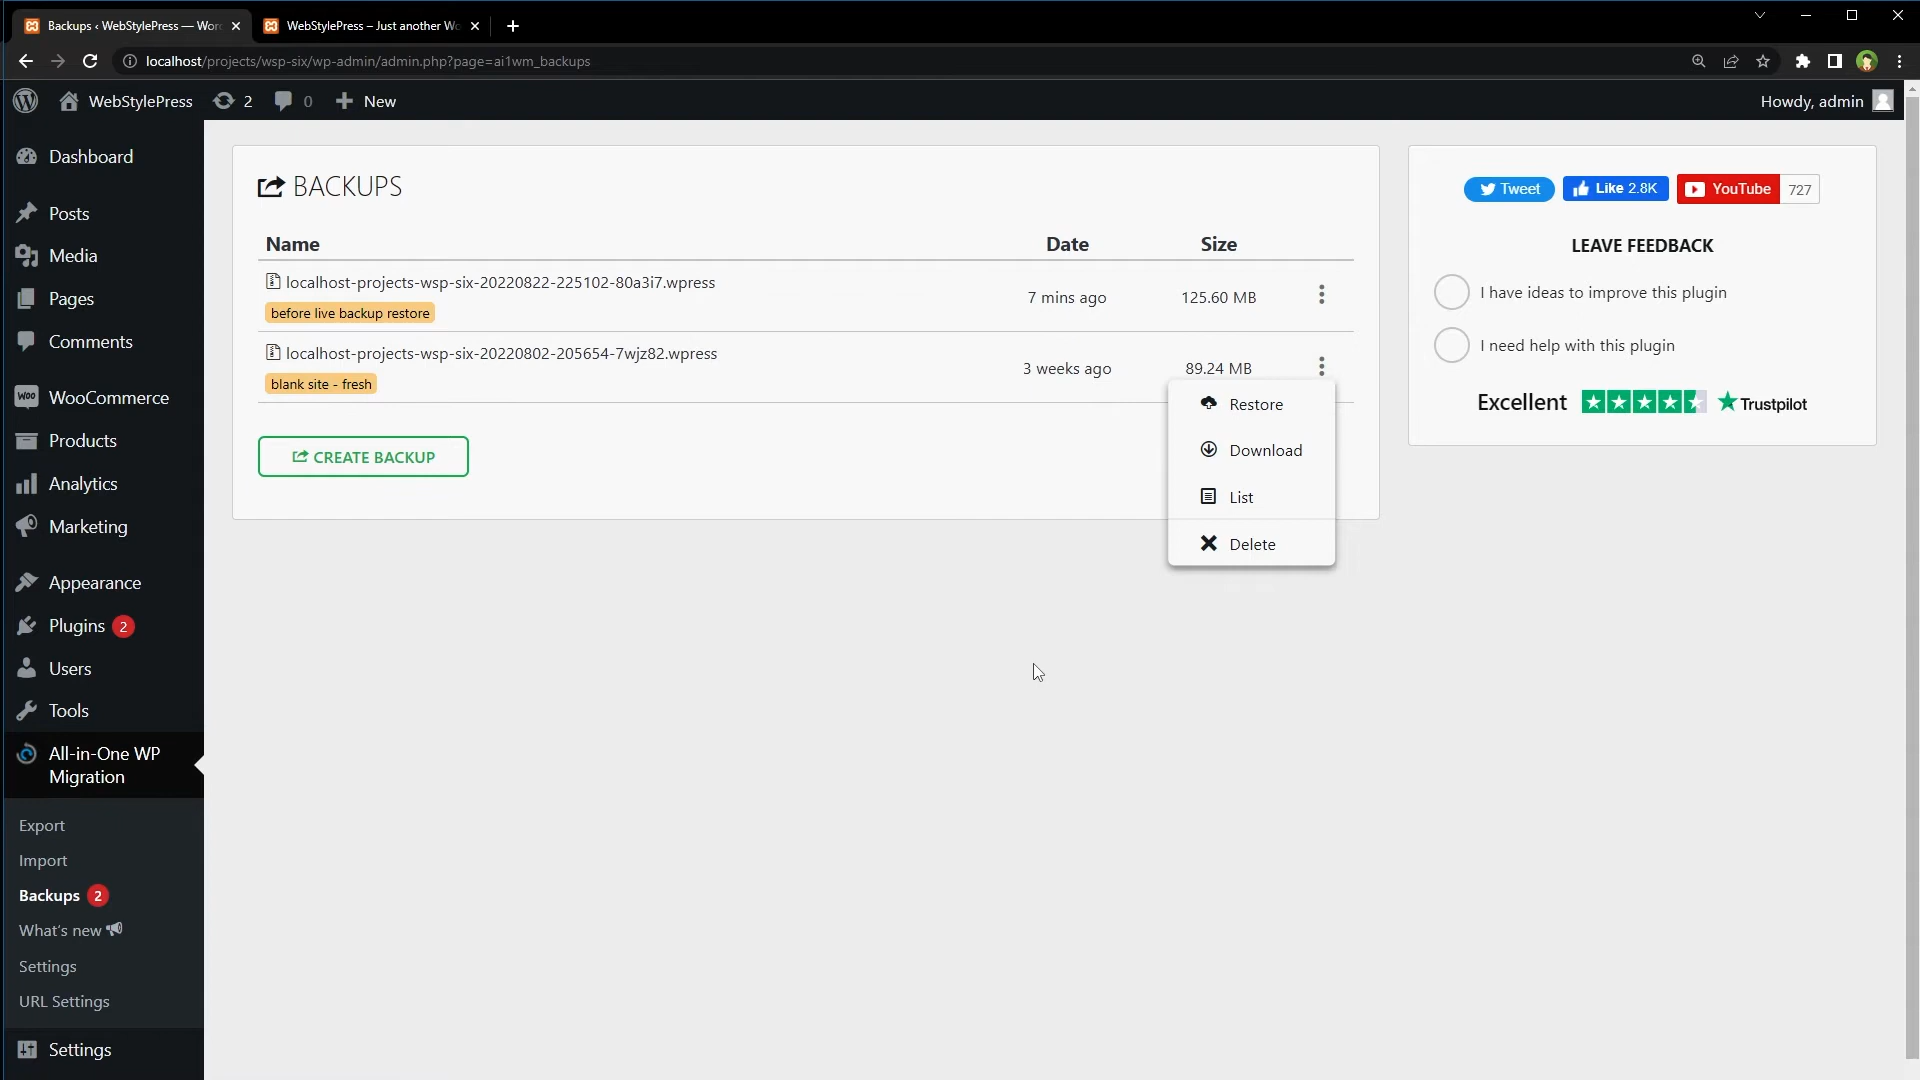 Backups ‹ WebStylePress — Worc
WebStylePress – Just another Wo
localhost/projects/wsp-six/wp-admin/admin.php?page=ai1wm_backups
WebStylePress 2 0 New Howdy, admin
Dashboard
Posts
Media
Pages
Comments
WooCommerce
Products
Analytics
Marketing
Appearance
Plugins 2
Users
Tools
All-in-One WP
Migration
Export
Import
Backups 2
What's new
Settings
URL Settings
Settings
BACKUPS
Name Date Size
localhost-projects-wsp-six-20220822-225102-80a3i7.wpress
before live backup restore
7 mins ago 125.60 MB
localhost-projects-wsp-six-20220802-205654-7wjz82.wpress
blank site - fresh
3 weeks ago 89.24 MB
CREATE BACKUP
Restore
Download
List
Delete
Tweet Like 2.8K YouTube 727
LEAVE FEEDBACK
I have ideas to improve this plugin
I need help with this plugin
Excellent Trustpilot